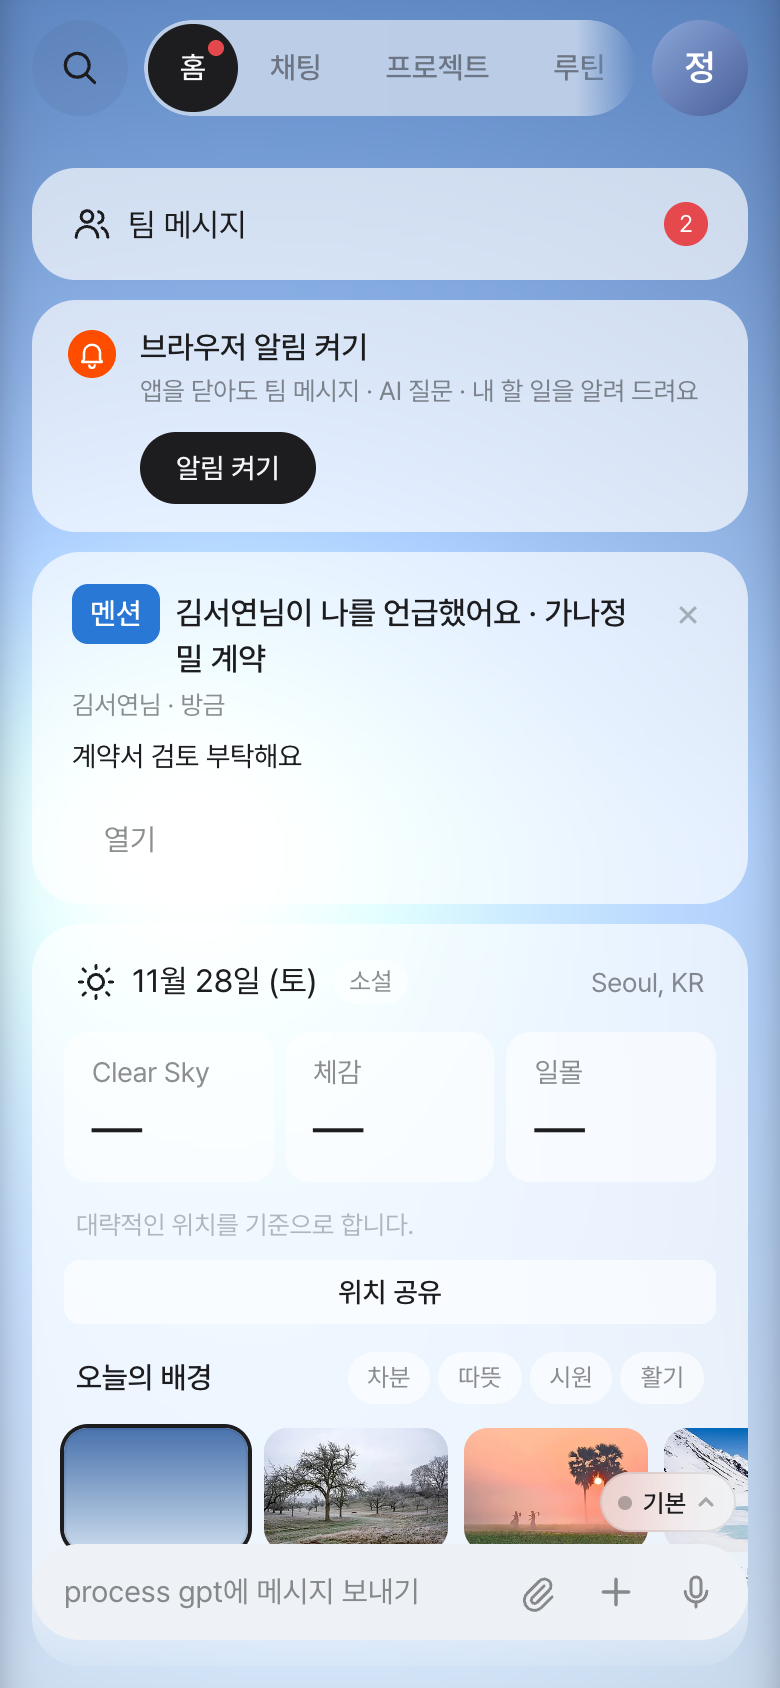 홈
채팅
프로젝트
루틴
정
팀 메시지
2
브라우저 알림 켜기
앱을 닫아도 팀 메시지 · AI 질문 · 내 할 일을 알려 드려요
알림 켜기
멘션
김서연님이 나를 언급했어요 · 가나정
밀 계약
김서연님 · 방금
계약서 검토 부탁해요
열기
11월 28일 (토)
소설
Seoul, KR
Clear Sky
체감
일몰
—
—
—
대략적인 위치를 기준으로 합니다.
위치 공유
오늘의 배경
차분
따뜻
시원
활기
기본
process gpt에 메시지 보내기